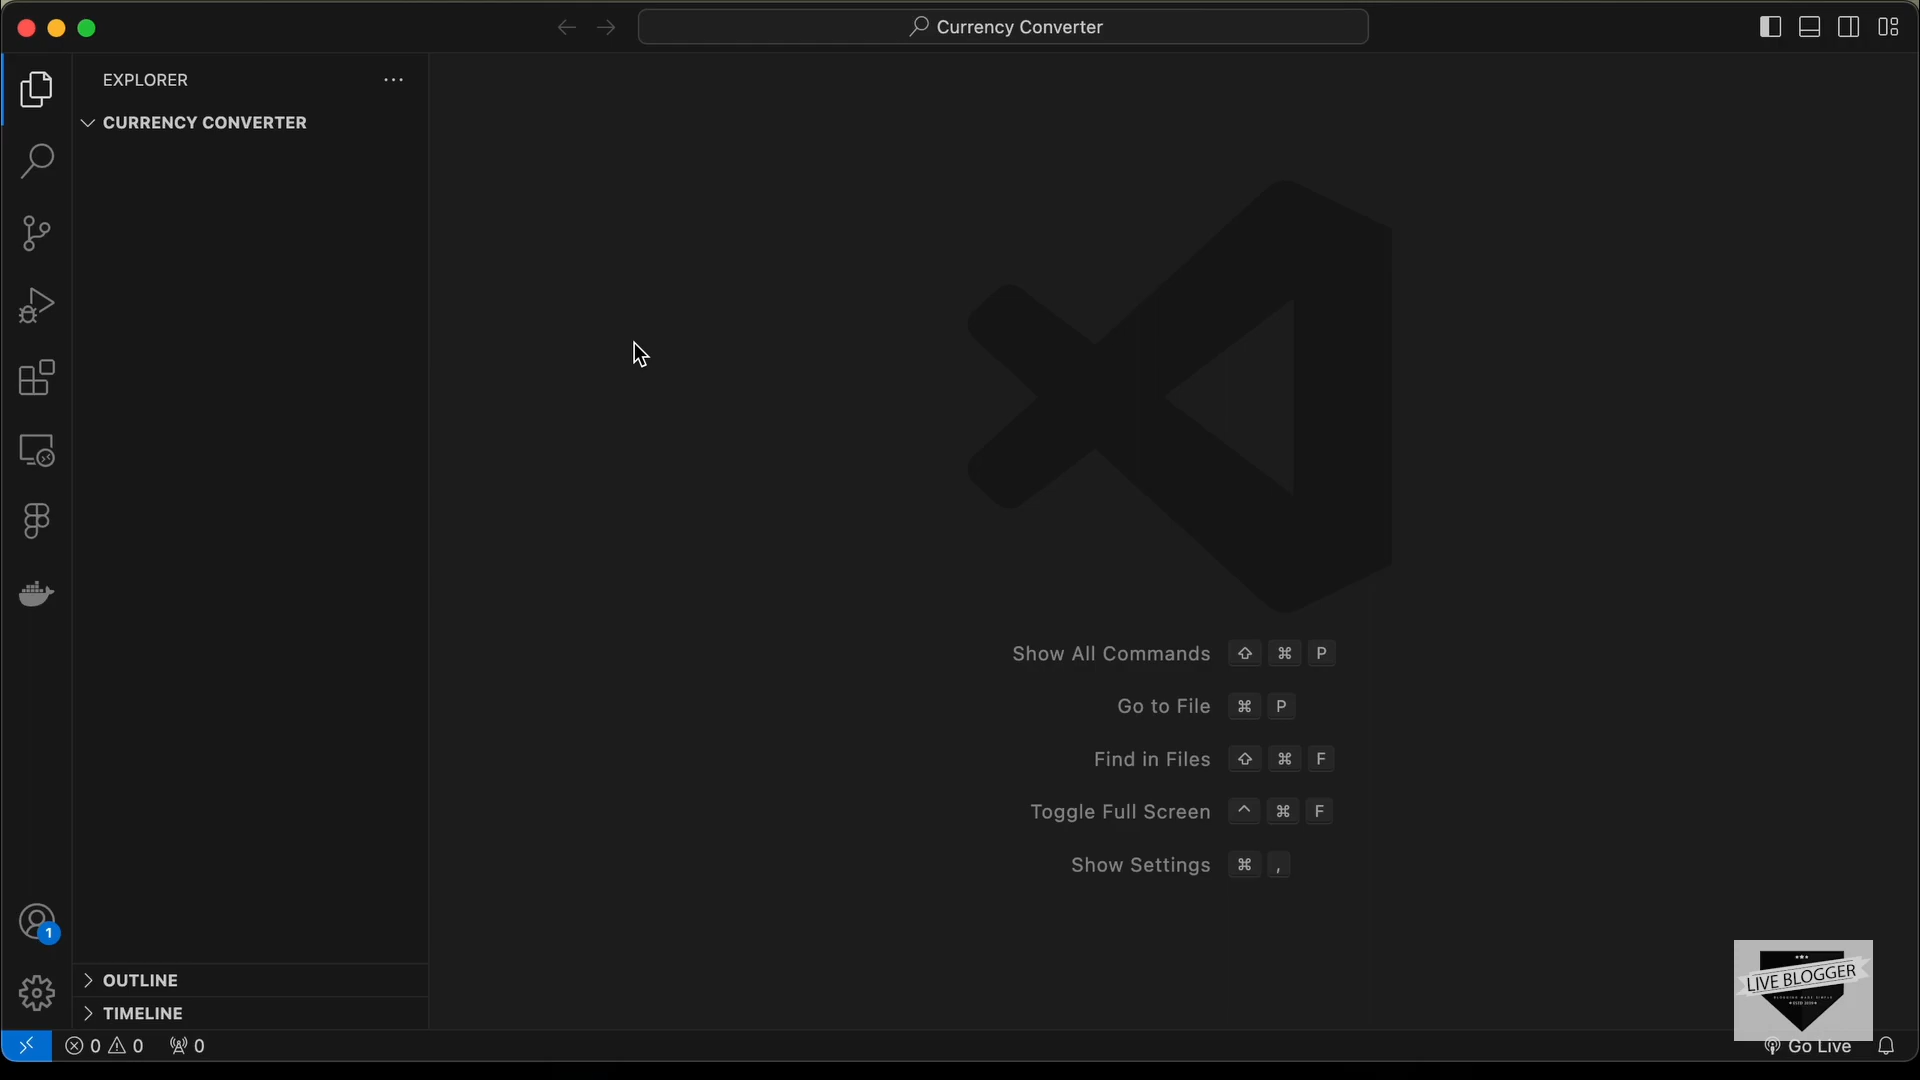 Currency Converter
EXPLORER
CURRENCY CONVERTER
Show All Commands ⇧ ⌘ P
Go to File ⌘ P
Find in Files ⇧ ⌘ F
Toggle Full Screen ^ ⌘ F
Show Settings ⌘ ,
1
OUTLINE
TIMELINE
LIVE BLOGGER
0 0 0
Go Live